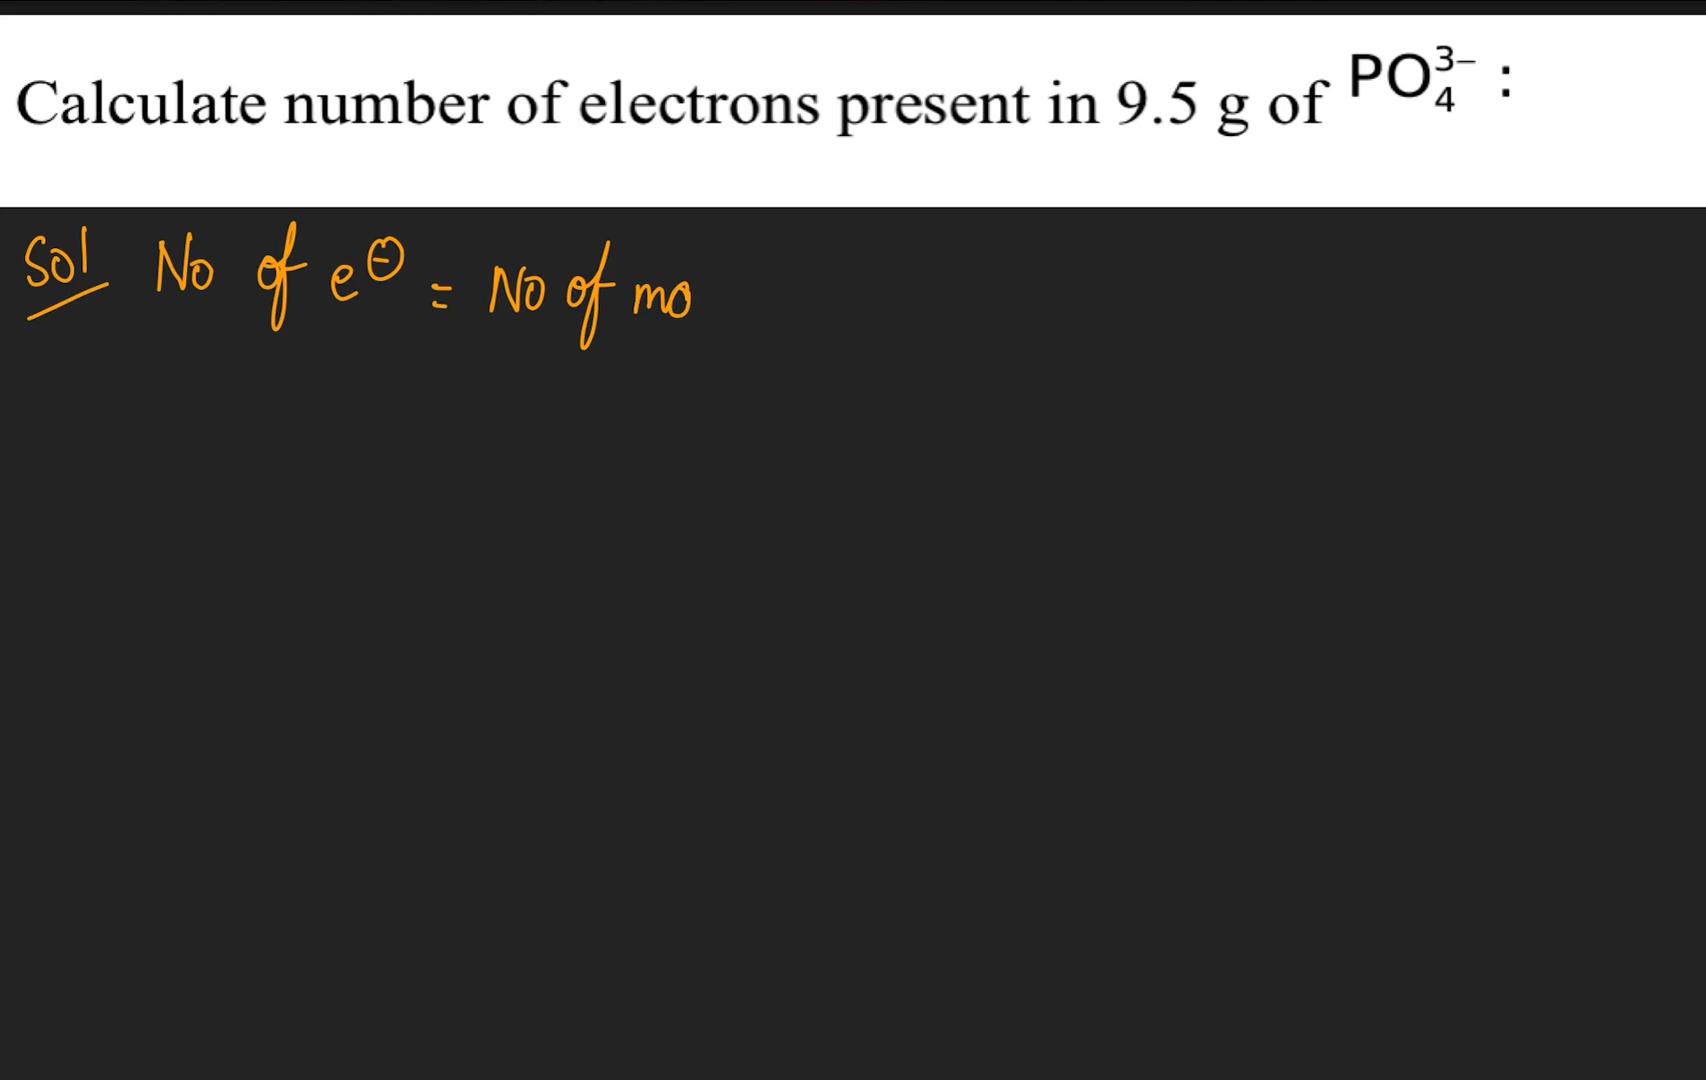 Calculate number of electrons present in 9.5 g of PO₄³⁻ :
Sol No of e⊖ = No of mo